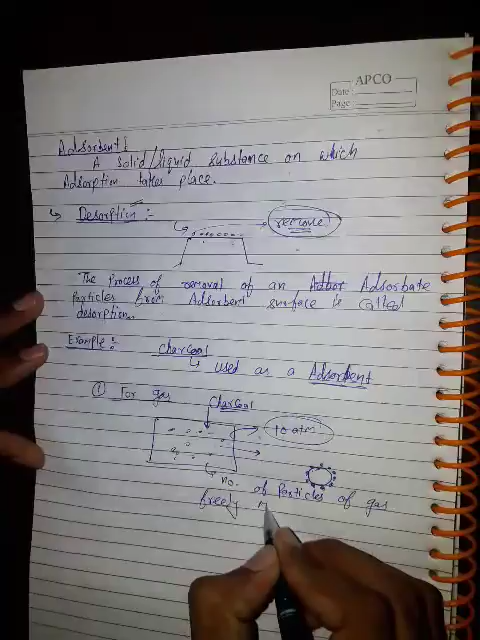 APCO
Date
Page
Adsorbent:
A solid/liquid substance on which
Adsorption takes place.
↳ Desorption :-
remove
The Process of removal of an Adsorbate
Particles from Adsorbent surface is called
desorption.
Example :
charcoal
↳ used as a Adsorbent
① For gas
Charcoal
10 atm
no.
of Particles of gas
freely